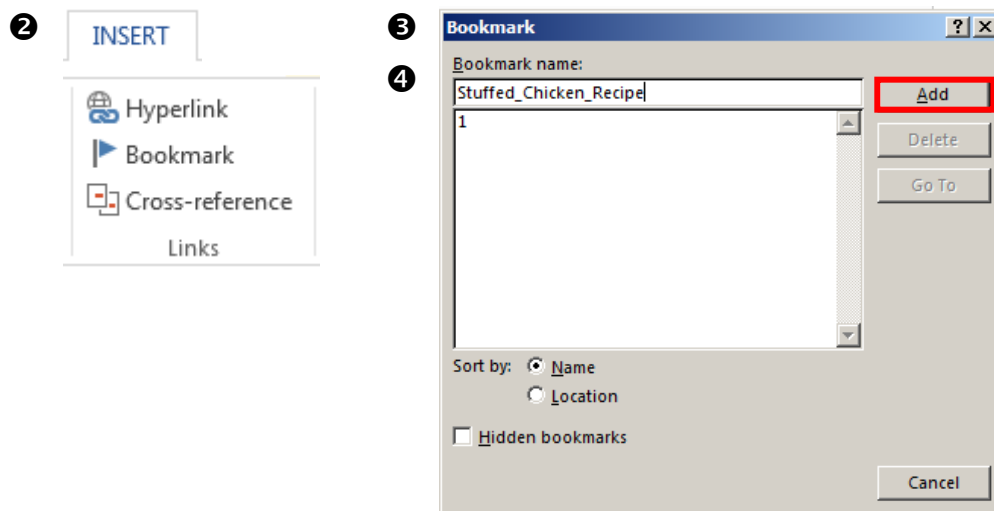 ❷
INSERT
Hyperlink
Bookmark
Cross-reference
Links
❸
Bookmark
?
❹
Bookmark name:
Stuffed_Chicken_Recipe
Add
1
Delete
Go To
Sort by: Name
Location
Hidden bookmarks
Cancel